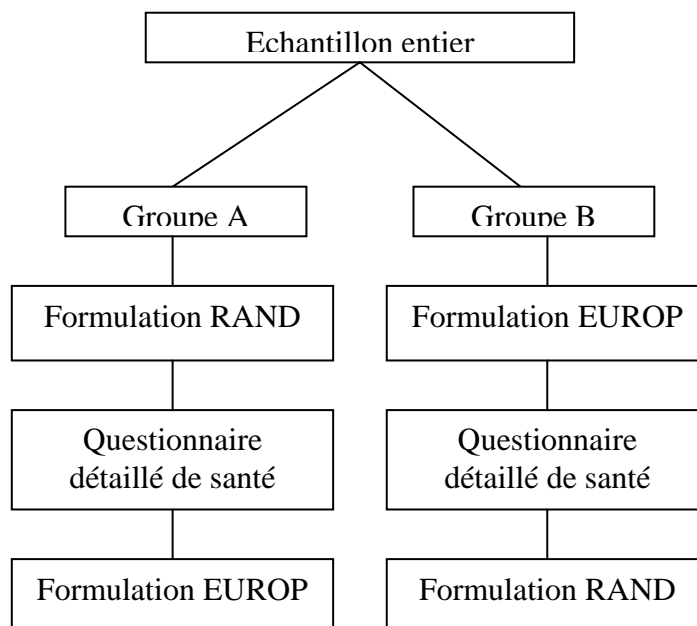 Echantillon entier
Groupe A
Groupe B
Formulation RAND
Formulation EUROP
Questionnaire
détaillé de santé
Questionnaire
détaillé de santé
Formulation EUROP
Formulation RAND